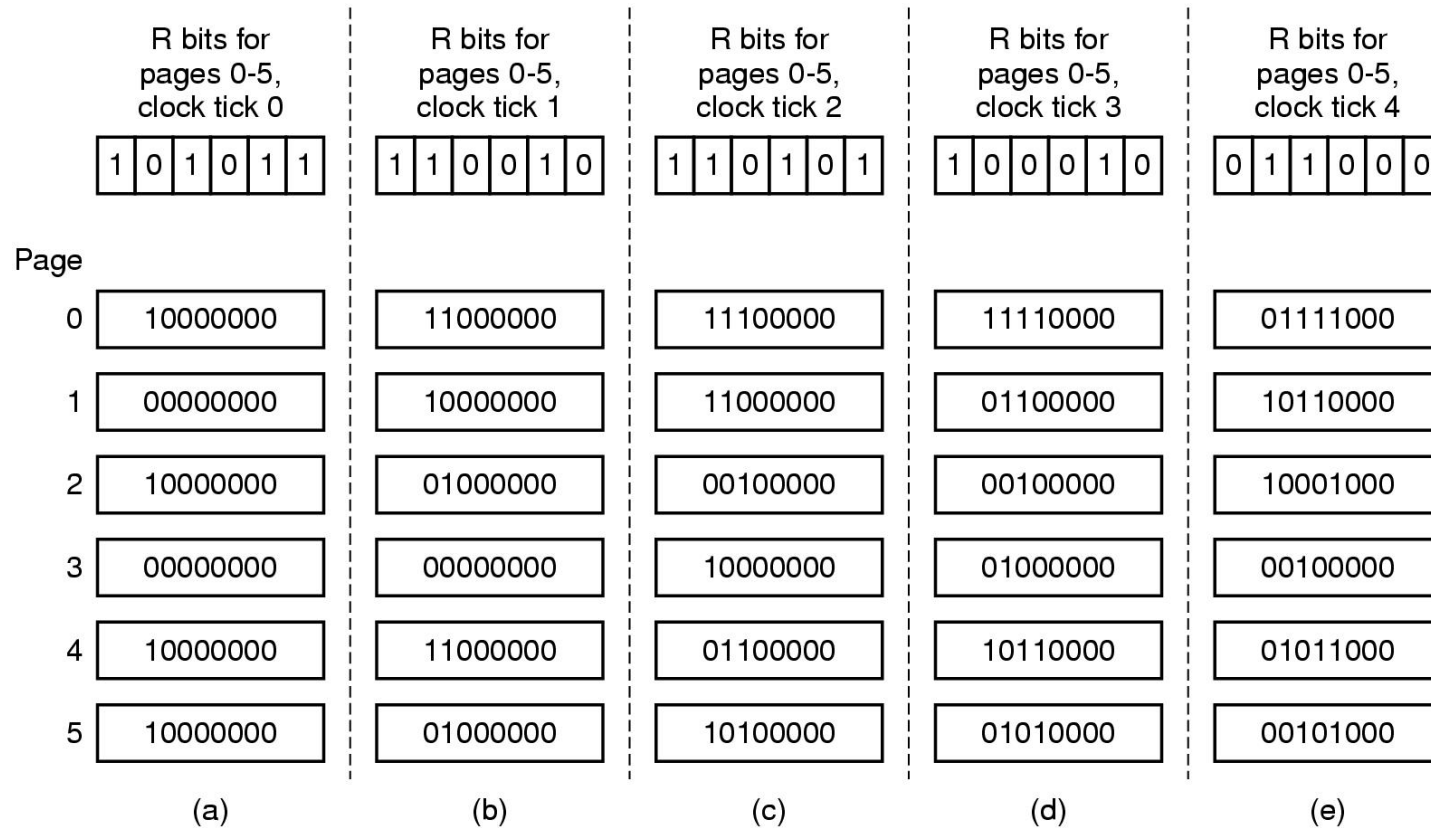 R bits for pages 0-5, clock tick 0
R bits for pages 0-5, clock tick 1
R bits for pages 0-5, clock tick 2
R bits for pages 0-5, clock tick 3
R bits for pages 0-5, clock tick 4
1 0 1 0 1 1
1 1 0 0 1 0
1 1 0 1 0 1
1 0 0 0 1 0
0 1 1 0 0 0
Page
0 10000000 11000000 11100000 11110000 01111000
1 00000000 10000000 11000000 01100000 10110000
2 10000000 01000000 00100000 00100000 10001000
3 00000000 00000000 10000000 01000000 00100000
4 10000000 11000000 01100000 10110000 01011000
5 10000000 01000000 10100000 01010000 00101000
(a) (b) (c) (d) (e)